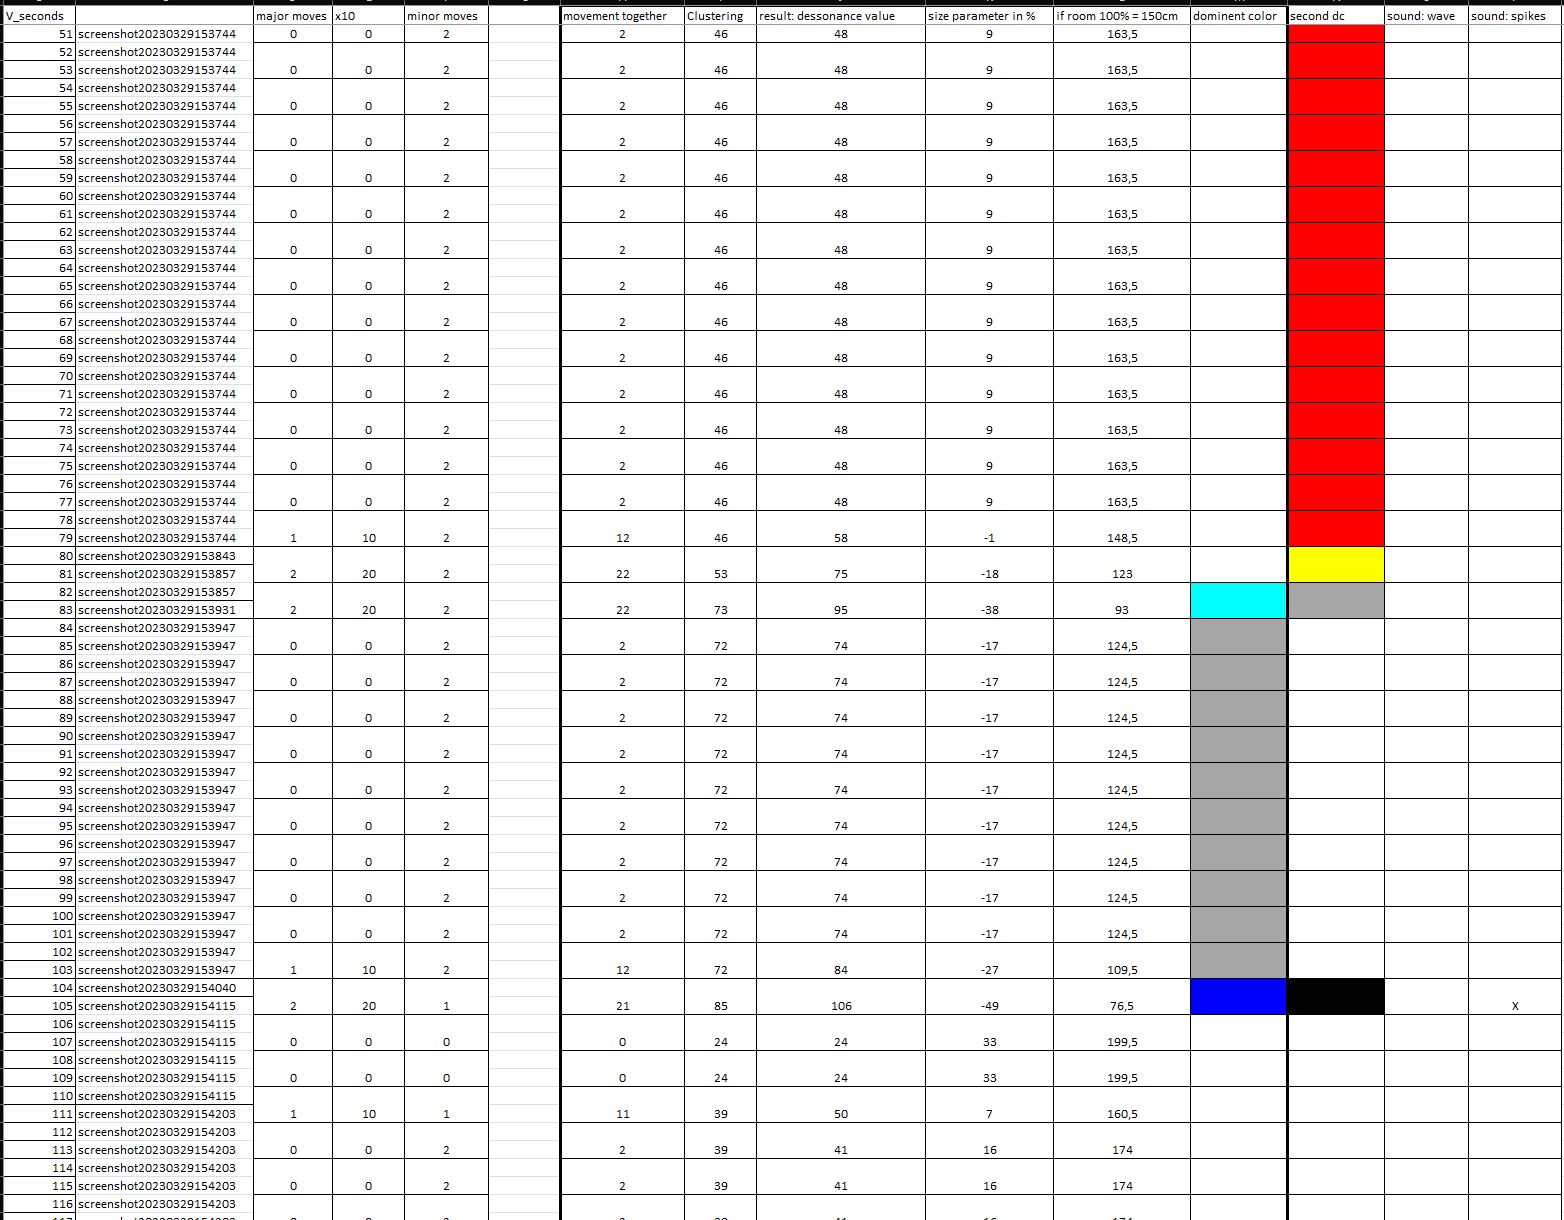 V_seconds major moves x10 minor moves movement together Clustering result: dessonance value size parameter in % if room 100% = 150cm dominent color second dc sound: wave sound: spikes
51 screenshot20230329153744 0 0 2 2 46 48 9 163,5
52 screenshot20230329153744
53 screenshot20230329153744 0 0 2 2 46 48 9 163,5
54 screenshot20230329153744
55 screenshot20230329153744 0 0 2 2 46 48 9 163,5
56 screenshot20230329153744
57 screenshot20230329153744 0 0 2 2 46 48 9 163,5
58 screenshot20230329153744
59 screenshot20230329153744 0 0 2 2 46 48 9 163,5
60 screenshot20230329153744
61 screenshot20230329153744 0 0 2 2 46 48 9 163,5
62 screenshot20230329153744
63 screenshot20230329153744 0 0 2 2 46 48 9 163,5
64 screenshot20230329153744
65 screenshot20230329153744 0 0 2 2 46 48 9 163,5
66 screenshot20230329153744
67 screenshot20230329153744 0 0 2 2 46 48 9 163,5
68 screenshot20230329153744
69 screenshot20230329153744 0 0 2 2 46 48 9 163,5
70 screenshot20230329153744
71 screenshot20230329153744 0 0 2 2 46 48 9 163,5
72 screenshot20230329153744
73 screenshot20230329153744 0 0 2 2 46 48 9 163,5
74 screenshot20230329153744
75 screenshot20230329153744 0 0 2 2 46 48 9 163,5
76 screenshot20230329153744
77 screenshot20230329153744 0 0 2 2 46 48 9 163,5
78 screenshot20230329153744
79 screenshot20230329153744 1 10 2 12 46 58 -1 148,5
80 screenshot20230329153843
81 screenshot20230329153857 2 20 2 22 53 75 -18 123
82 screenshot20230329153857
83 screenshot20230329153931 2 20 2 22 73 95 -38 93
84 screenshot20230329153947
85 screenshot20230329153947 0 0 2 2 72 74 -17 124,5
86 screenshot20230329153947
87 screenshot20230329153947 0 0 2 2 72 74 -17 124,5
88 screenshot20230329153947
89 screenshot20230329153947 0 0 2 2 72 74 -17 124,5
90 screenshot20230329153947
91 screenshot20230329153947 0 0 2 2 72 74 -17 124,5
92 screenshot20230329153947
93 screenshot20230329153947 0 0 2 2 72 74 -17 124,5
94 screenshot20230329153947
95 screenshot20230329153947 0 0 2 2 72 74 -17 124,5
96 screenshot20230329153947
97 screenshot20230329153947 0 0 2 2 72 74 -17 124,5
98 screenshot20230329153947
99 screenshot20230329153947 0 0 2 2 72 74 -17 124,5
100 screenshot20230329153947
101 screenshot20230329153947 0 0 2 2 72 74 -17 124,5
102 screenshot20230329153947
103 screenshot20230329153947 1 10 2 12 72 84 -27 109,5
104 screenshot20230329154040
105 screenshot20230329154115 2 20 1 21 85 106 -49 76,5 X
106 screenshot20230329154115
107 screenshot20230329154115 0 0 0 0 24 24 33 199,5
108 screenshot20230329154115
109 screenshot20230329154115 0 0 0 0 24 24 33 199,5
110 screenshot20230329154115
111 screenshot20230329154203 1 10 1 11 39 50 7 160,5
112 screenshot20230329154203
113 screenshot20230329154203 0 0 2 2 39 41 16 174
114 screenshot20230329154203
115 screenshot20230329154203 0 0 2 2 39 41 16 174
116 screenshot20230329154203